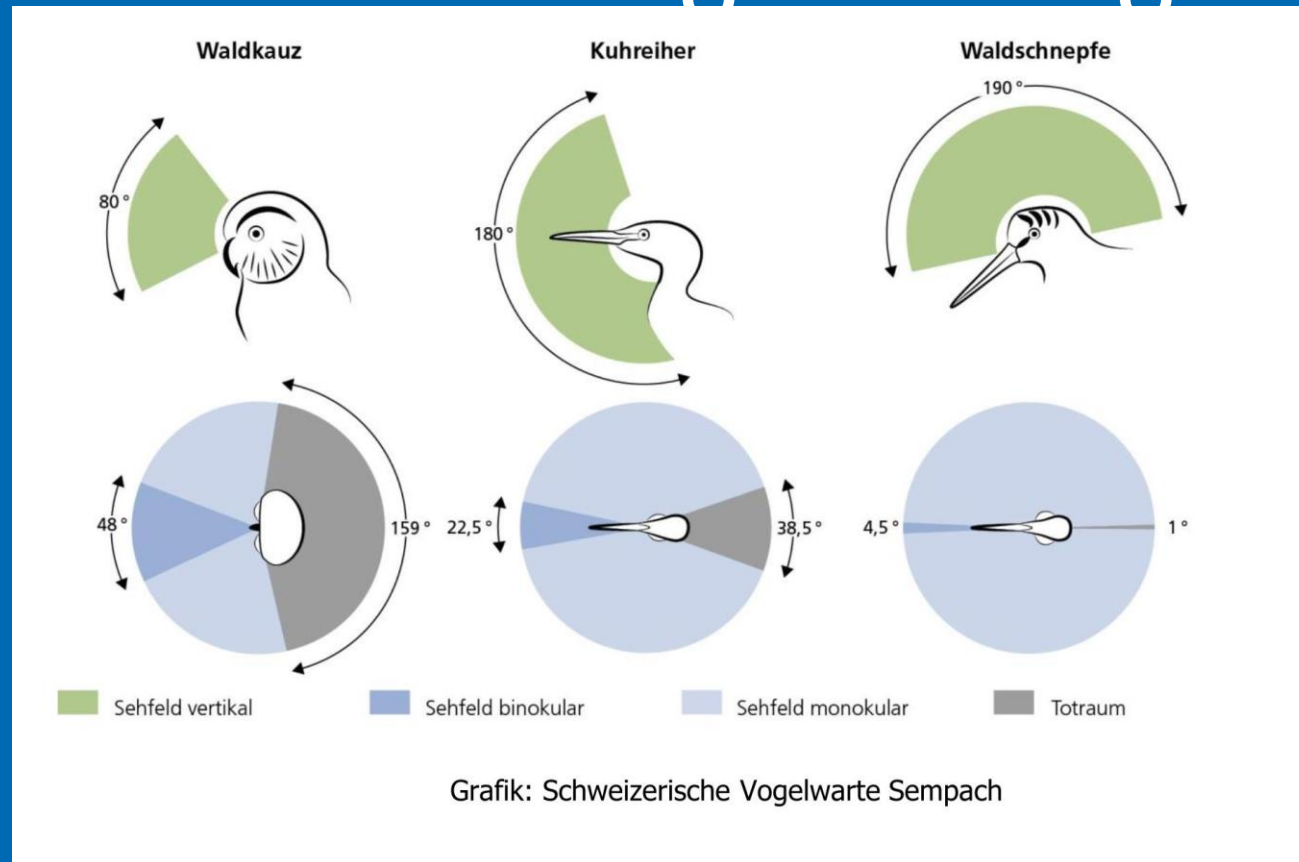 Waldkauz
Kuhreiher
Waldschnepfe
80°
180°
190°
48°
159°
22,5°
38,5°
4,5°
1°
Sehfeld vertikal
Sehfeld binokular
Sehfeld monokular
Totraum
Grafik: Schweizerische Vogelwarte Sempach